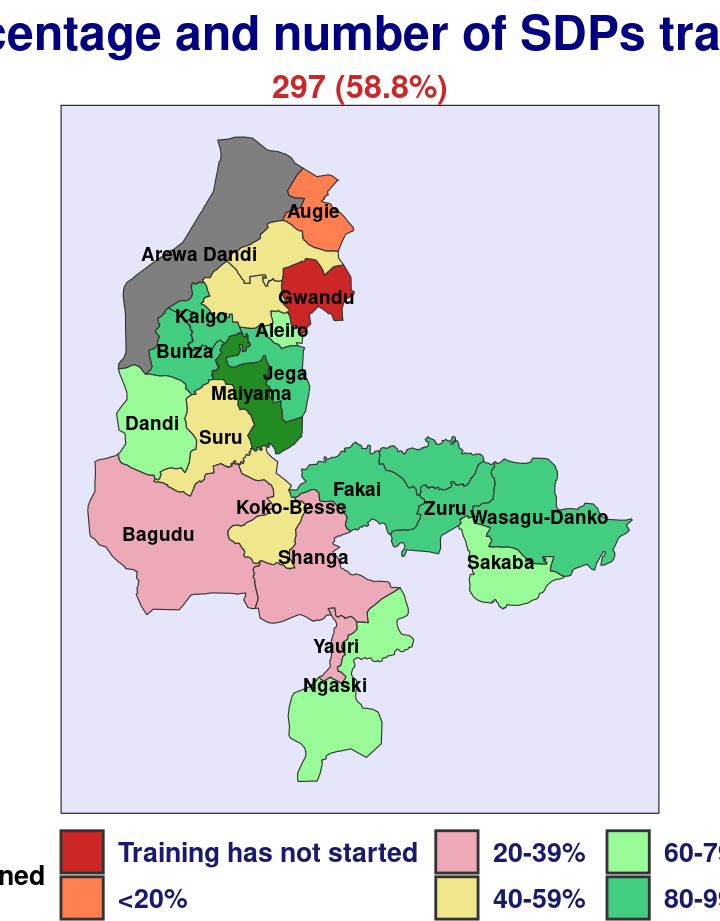 centage and number of SDPs tra
297 (58.8%)
Augie
Arewa Dandi
Gwandu
Kalgo
Aleiro
Bunza
Jega
Maiyama
Dandi
Suru
Fakai
Koko-Besse
Zuru
Wasagu-Danko
Bagudu
Shanga
Sakaba
Yauri
Ngaski
ned
Training has not started
20-39%
60-79
<20%
40-59%
80-99